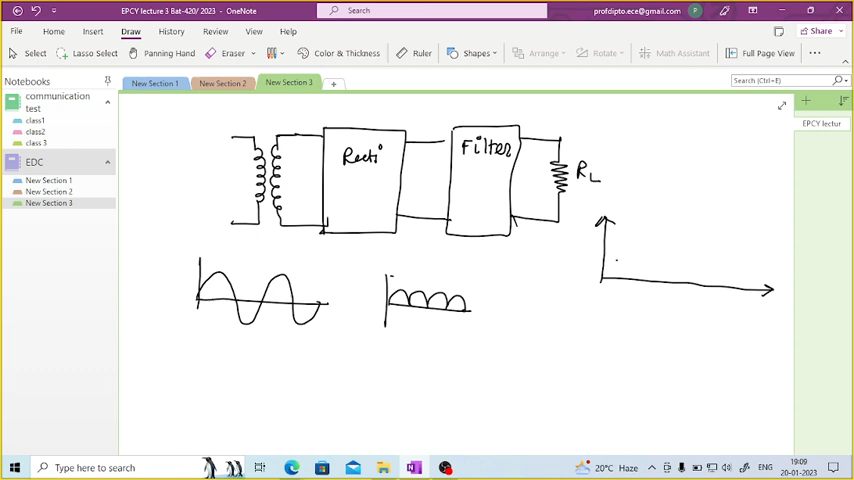 EPCY lecture 3 Bat-420/ 2023 - OneNote
Search
profdipto.ece@gmail.com
P
File
Home
Insert
Draw
History
Review
View
Help
Share
Select
Lasso Select
Panning Hand
Eraser
Color & Thickness
Ruler
Shapes
Arrange
Rotate
Math Assistant
Full Page View
Notebooks
New Section 1
New Section 2
New Section 3
+
Search (Ctrl+E)
communication
test
class1
class2
class 3
EDC
New Section 1
New Section 2
New Section 3
EPCY lectur
Recti
Filter
RL
Type here to search
20°C Haze
ENG
19:09
20-01-2023